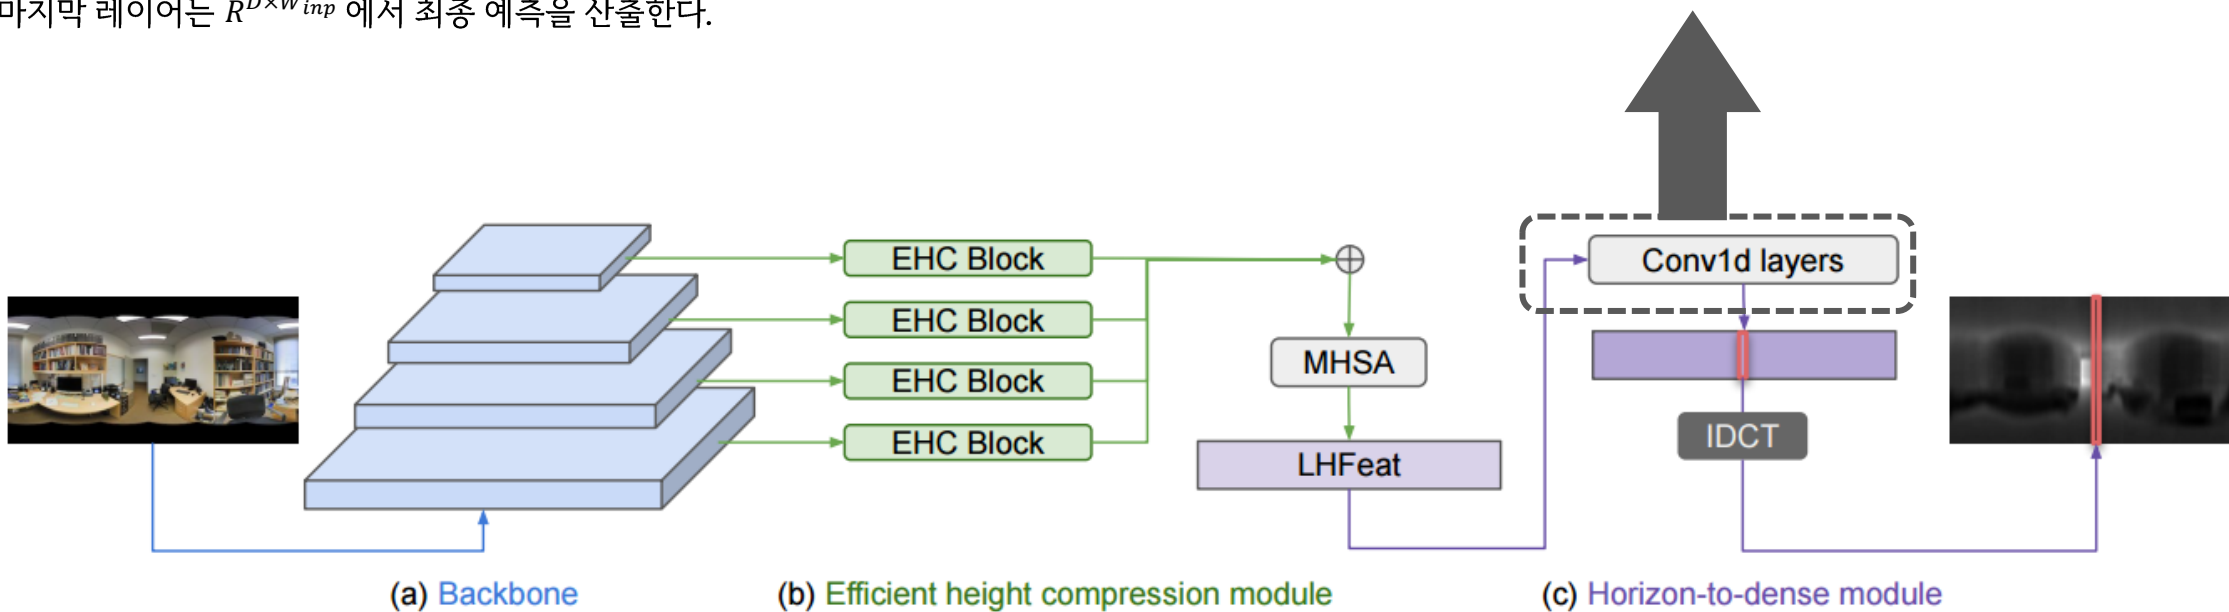 마지막 레이어는 R^{D×W_{inp}} 에서 최종 예측을 산출한다.
EHC Block
EHC Block
EHC Block
EHC Block
MHSA
LHFeat
Conv1d layers
IDCT
(a) Backbone
(b) Efficient height compression module
(c) Horizon-to-dense module